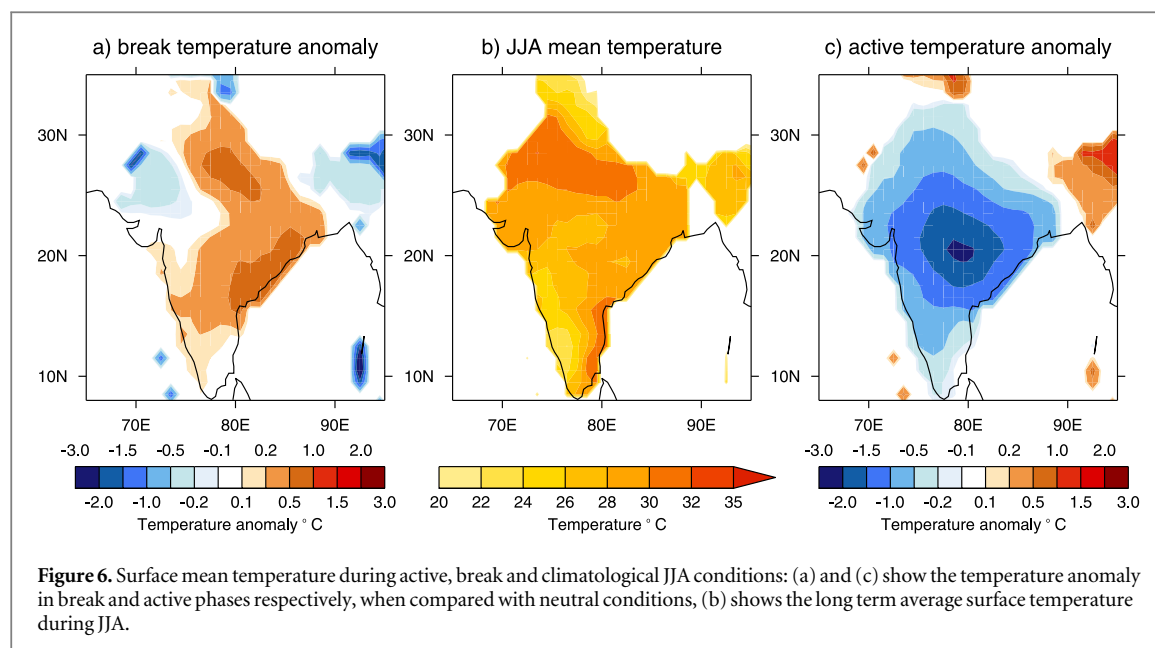 a) break temperature anomaly
b) JJA mean temperature
c) active temperature anomaly
30N
20N
10N
70E 80E 90E
30N
20N
10N
70E 80E 90E
30N
20N
10N
70E 80E 90E
-3.0 -1.5 -0.5 -0.1 0.2 1.0 2.0
-2.0 -1.0 -0.2 0.1 0.5 1.5 3.0
Temperature anomaly ° C
20 22 24 26 28 30 32 35
Temperature ° C
-3.0 -1.5 -0.5 -0.1 0.2 1.0 2.0
-2.0 -1.0 -0.2 0.1 0.5 1.5 3.0
Temperature anomaly ° C
Figure 6. Surface mean temperature during active, break and climatological JJA conditions: (a) and (c) show the temperature anomaly
in break and active phases respectively, when compared with neutral conditions, (b) shows the long term average surface temperature
during JJA.